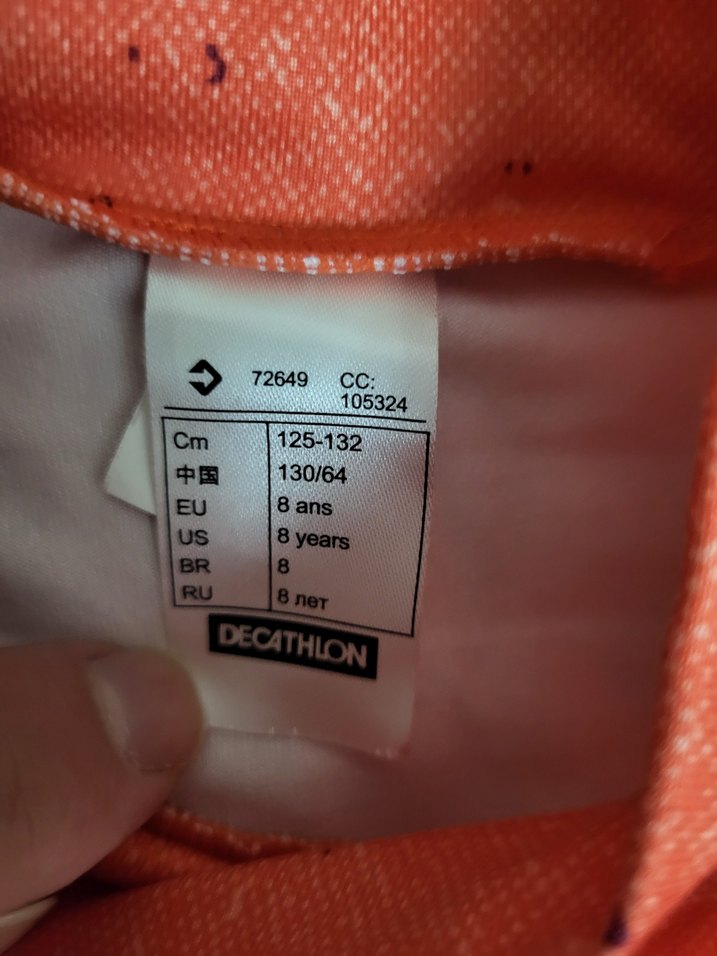 72649 CC:
105324
Cm 125-132
中国 130/64
EU 8 ans
US 8 years
BR 8
RU 8 лет
DECATHLON